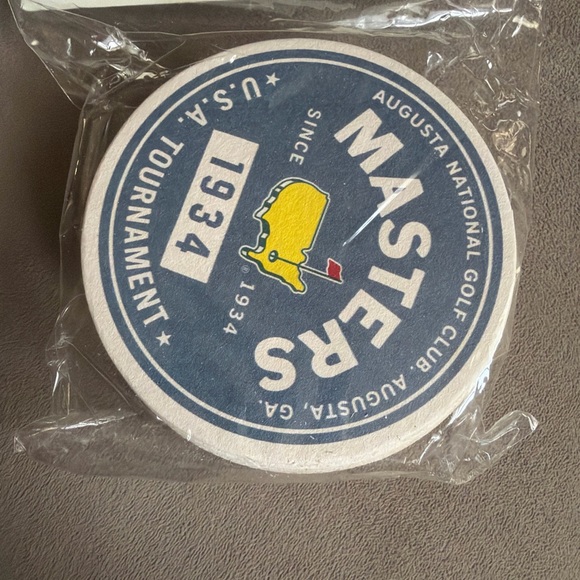 AUGUSTA NATIONAL GOLF CLUB. AUGUSTA, GA.
MASTERS
SINCE ® 1934
1934
★ U.S.A. TOURNAMENT ★